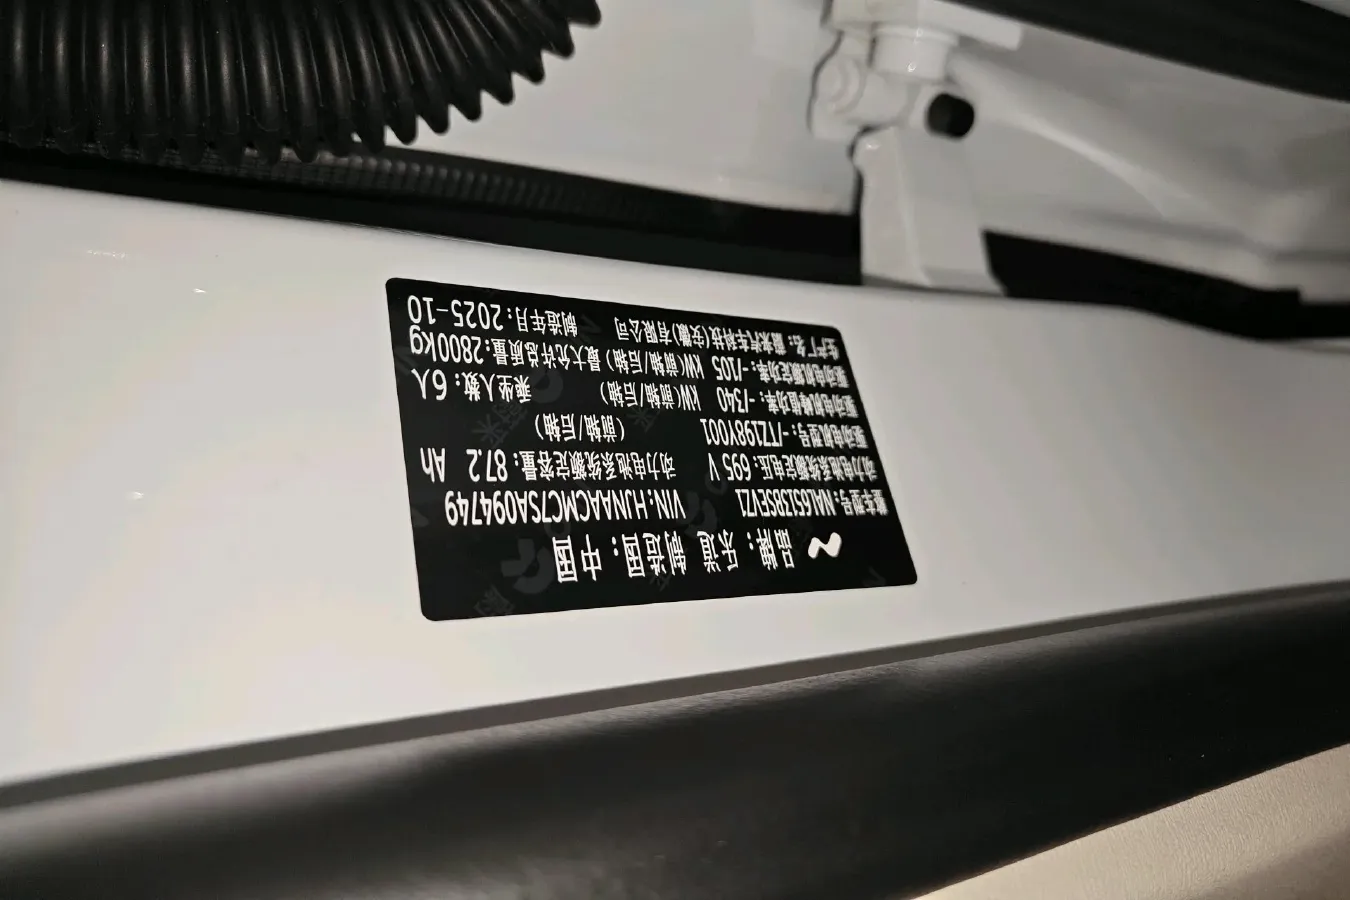 品牌：乐道 制造国：中国
整车型号：NAL6513BSEVZ1 VIN:HJNAACMC7SA094749
动力电池系统额定电压：695 V 动力电池系统额定容量：87.2 Ah
驱动电机型号：-/TZ198Y001 (前轴/后轴)
驱动电机峰值功率：-/340 kW(前轴/后轴) 乘坐人数：6人
驱动电机额定功率：-/105 kW(前轴/后轴) 最大允许总质量：2800kg
生产厂名：蔚来汽车科技(安徽)有限公司 制造年月：2025-10